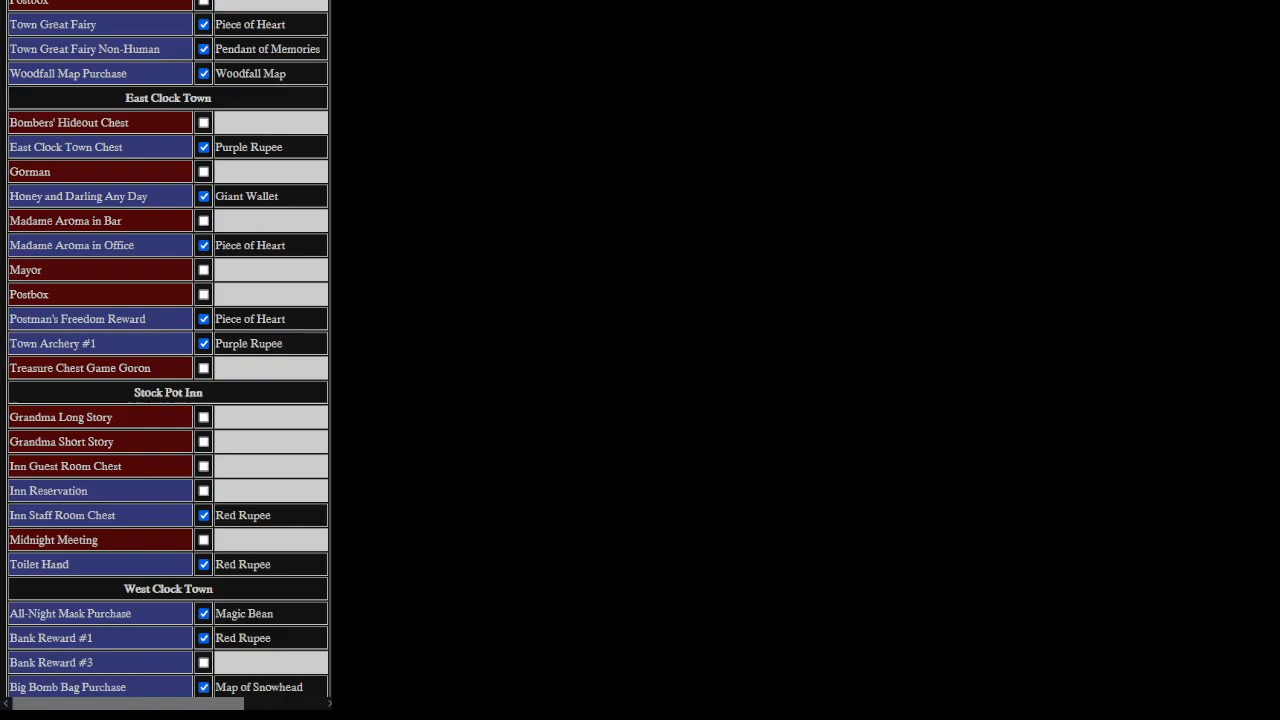 Postbox
Town Great Fairy Piece of Heart
Town Great Fairy Non-Human Pendant of Memories
Woodfall Map Purchase Woodfall Map
East Clock Town
Bombers' Hideout Chest
East Clock Town Chest Purple Rupee
Gorman
Honey and Darling Any Day Giant Wallet
Madame Aroma in Bar
Madame Aroma in Office Piece of Heart
Mayor
Postbox
Postman's Freedom Reward Piece of Heart
Town Archery #1 Purple Rupee
Treasure Chest Game Goron
Stock Pot Inn
Grandma Long Story
Grandma Short Story
Inn Guest Room Chest
Inn Reservation
Inn Staff Room Chest Red Rupee
Midnight Meeting
Toilet Hand Red Rupee
West Clock Town
All-Night Mask Purchase Magic Bean
Bank Reward #1 Red Rupee
Bank Reward #3
Big Bomb Bag Purchase Map of Snowhead